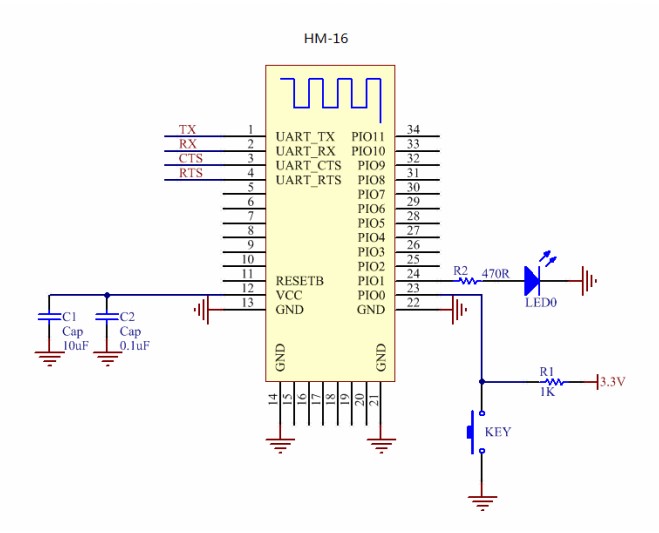 HM-16
TX 1 UART_TX PIO11 34
RX 2 UART_RX PIO10 33
CTS 3 UART_CTS PIO9 32
RTS 4 UART_RTS PIO8 31
5 PIO7 30
6 PIO6 29
7 PIO5 28
8 PIO4 27
9 PIO3 26
10 PIO2 25
11 RESETB PIO1 24 R2 470R
12 VCC PIO0 23 LED0
13 GND GND 22
C1 C2
Cap Cap
10uF 0.1uF
GND GND
14 15 16 17 18 19 20 21
R1 3.3V
1K
KEY